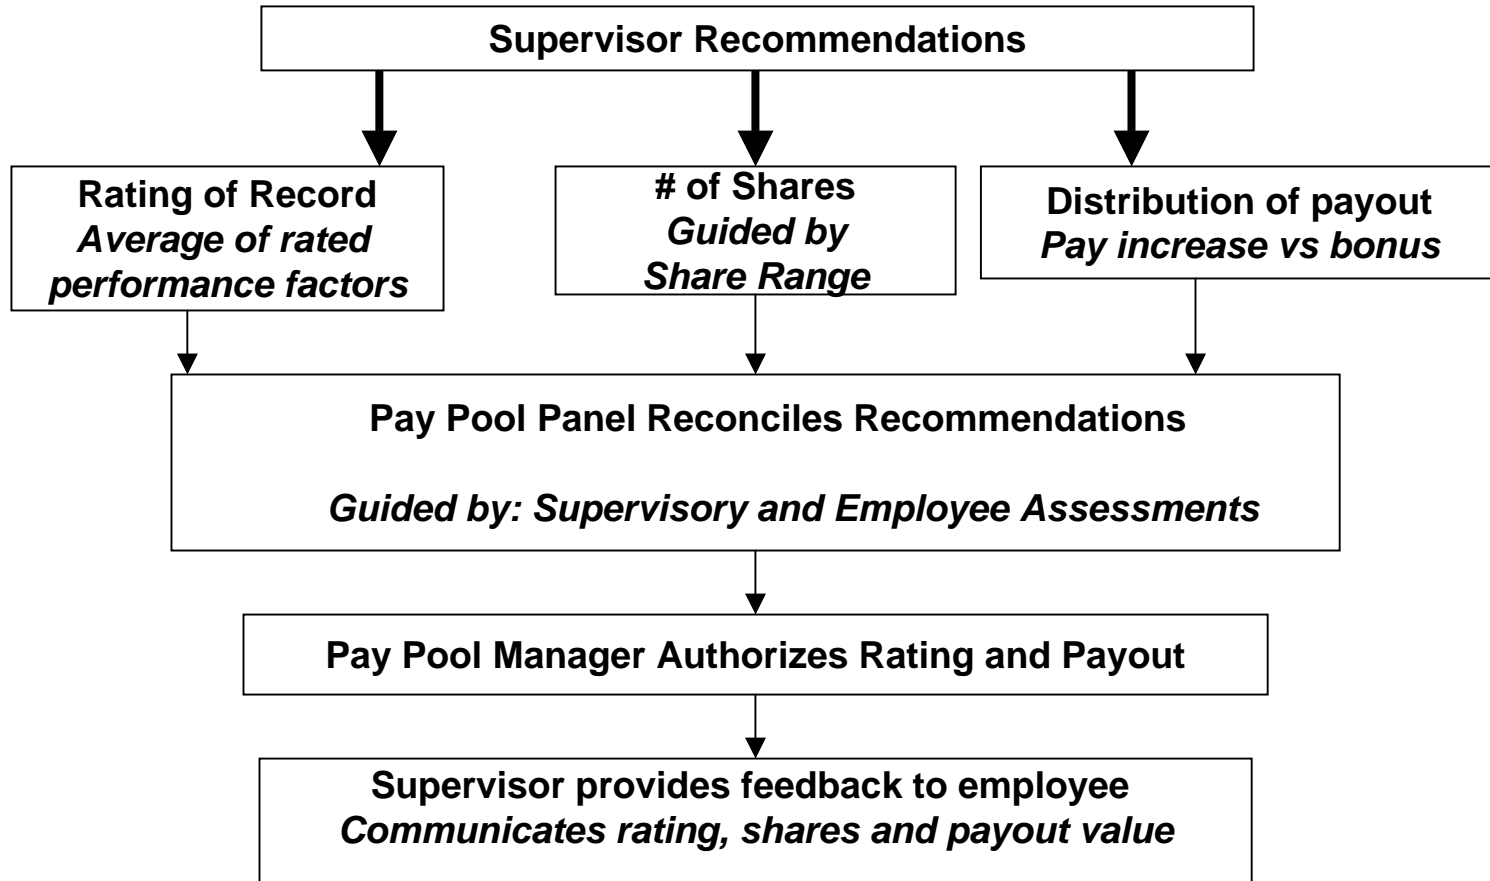 Supervisor Recommendations
Rating of Record
Average of rated
performance factors
# of Shares
Guided by
Share Range
Distribution of payout
Pay increase vs bonus
Pay Pool Panel Reconciles Recommendations
Guided by: Supervisory and Employee Assessments
Pay Pool Manager Authorizes Rating and Payout
Supervisor provides feedback to employee
Communicates rating, shares and payout value